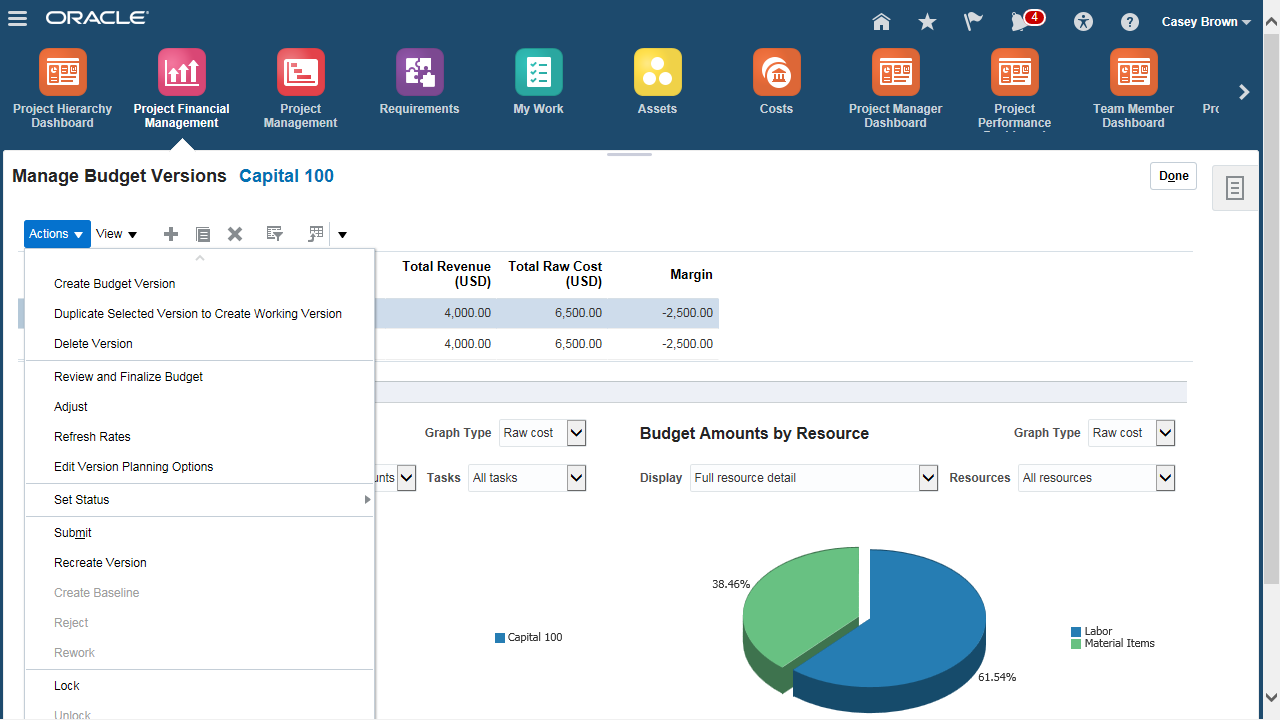 ORACLE
4
Casey Brown
Project Hierarchy
Dashboard
Project Financial
Management
Project
Management
Requirements
My Work
Assets
Costs
Project Manager
Dashboard
Project
Performance
Team Member
Dashboard
Manage Budget Versions Capital 100
Done
Actions View
Create Budget Version
Duplicate Selected Version to Create Working Version
Delete Version
Review and Finalize Budget
Adjust
Refresh Rates
Edit Version Planning Options
Set Status
Submit
Recreate Version
Create Baseline
Reject
Rework
Lock
Unlock
Total Revenue
(USD)
Total Raw Cost
(USD)
Margin
4,000.00 6,500.00 -2,500.00
4,000.00 6,500.00 -2,500.00
Graph Type Raw cost
Tasks All tasks
Capital 100
Budget Amounts by Resource
Graph Type Raw cost
Display Full resource detail
Resources All resources
38.46%
61.54%
Labor
Material Items